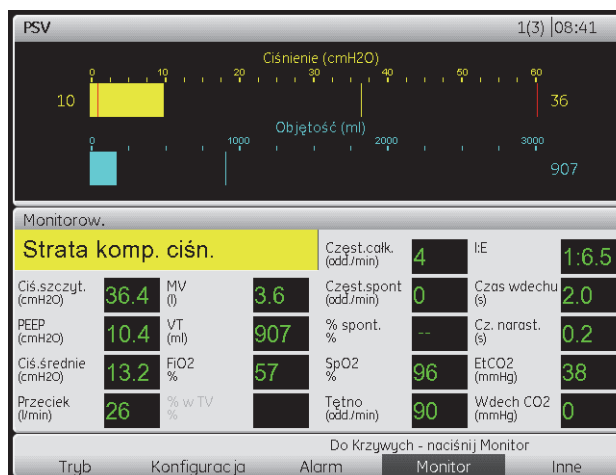 PSV 1(3) |08:41
Ciśnienie (cmH2O)
0 10 20 30 40 50 60
10 36
Objętość (ml)
0 1000 2000 3000
907
Monitorow.
Strata komp. ciśn.
Częst.całk. (odd./min) 4 I:E 1:6.5
Ciś.szczyt. (cmH2O) 36.4 MV (l) 3.6 Częst.spont (odd./min) 0 Czas wdechu (s) 2.0
PEEP (cmH2O) 10.4 VT (ml) 907 % spont. % -- Cz. narast. (s) 0.2
Ciś.średnie (cmH2O) 13.2 FiO2 % 57 SpO2 % 96 EtCO2 (mmHg) 38
Przeciek (l/min) 26 % w TV % Tętno (odd./min) 90 Wdech CO2 (mmHg) 0
Do Krzywych - naciśnij Monitor
Tryb Konfiguracja Alarm Monitor Inne